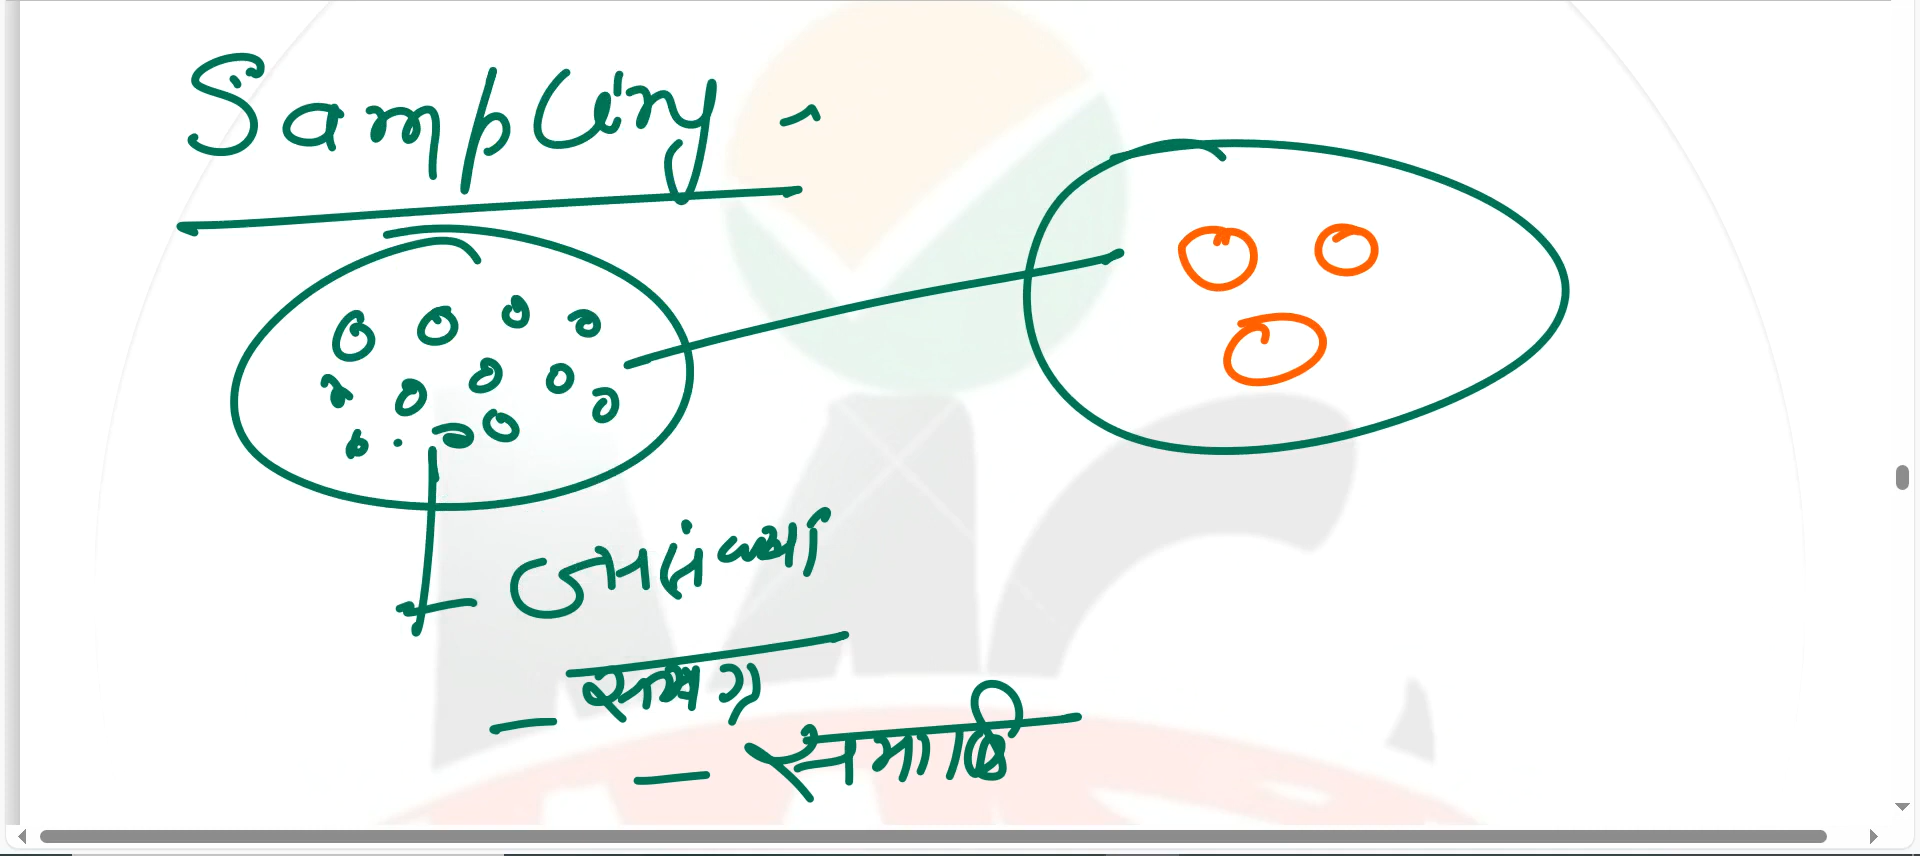 Sampling -
- जनसंख्या
- समग्र
- समष्टि